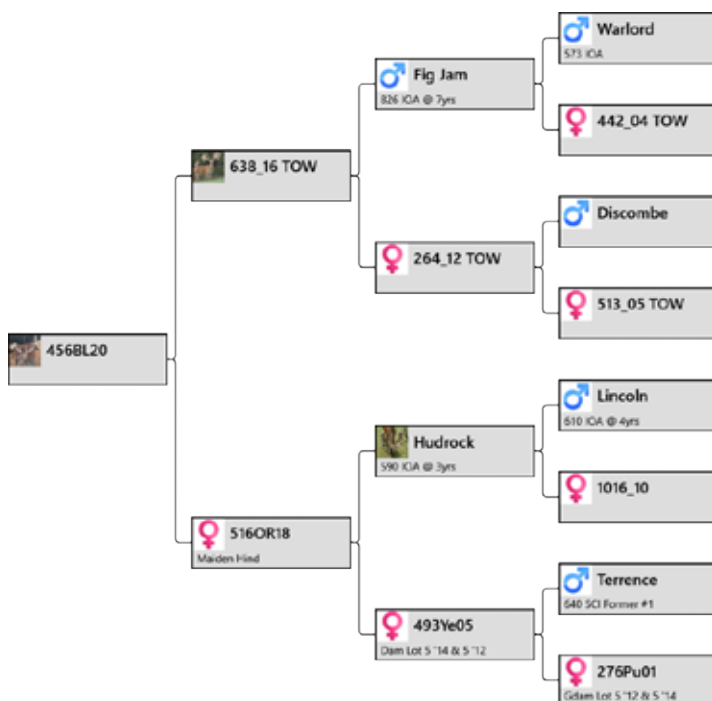 Warlord
573 IOA
Fig Jam
826 IOA @ 7yrs
442_04 TOW
638_16 TOW
Discombe
264_12 TOW
513_05 TOW
456BL20
Lincoln
610 IOA @ 4yrs
Hudrock
590 IOA @ 3yrs
1016_10
516OR18
Maiden Hind
Terrence
640 SCI Former #1
493Ye05
Dam Lot 5 '14 & 5 '12
276Pu01
Gdam Lot 5 '12 & 5 '14